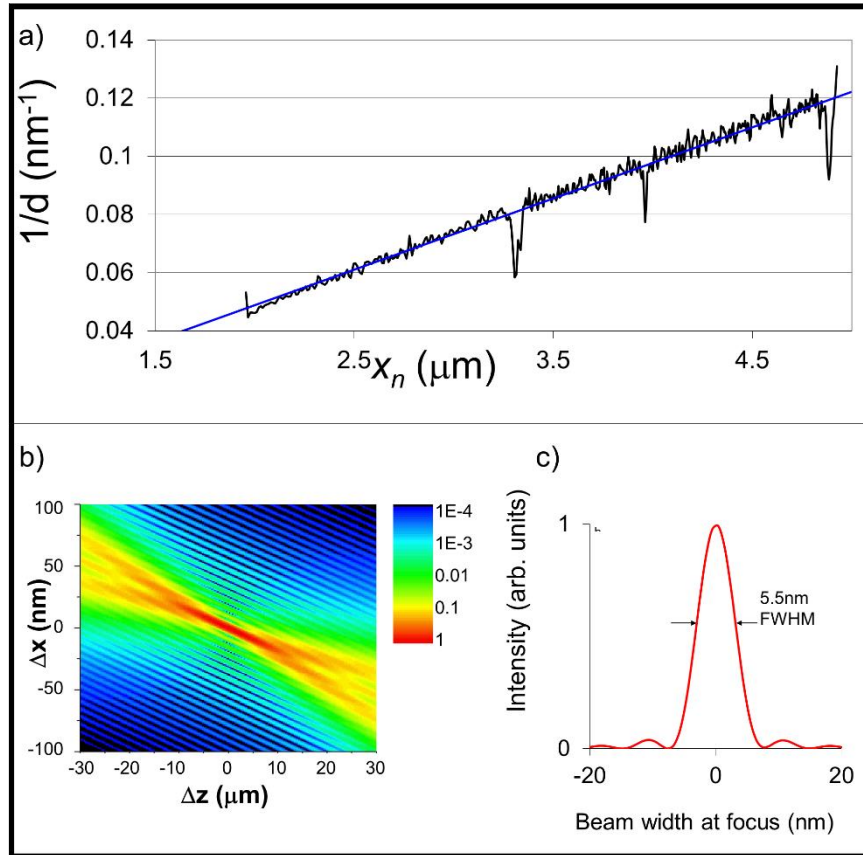 a)
0.14
0.12
0.1
0.08
0.06
0.04
1/d (nm⁻¹)
1.5
2.5
3.5
4.5
xₙ (μm)
b)
100
50
0
-50
-100
Δx (nm)
-30
-20
-10
0
10
20
30
Δz (μm)
1E-4
1E-3
0.01
0.1
1
c)
Intensity (arb. units)
1
0
5.5nm
FWHM
-20
0
20
Beam width at focus (nm)